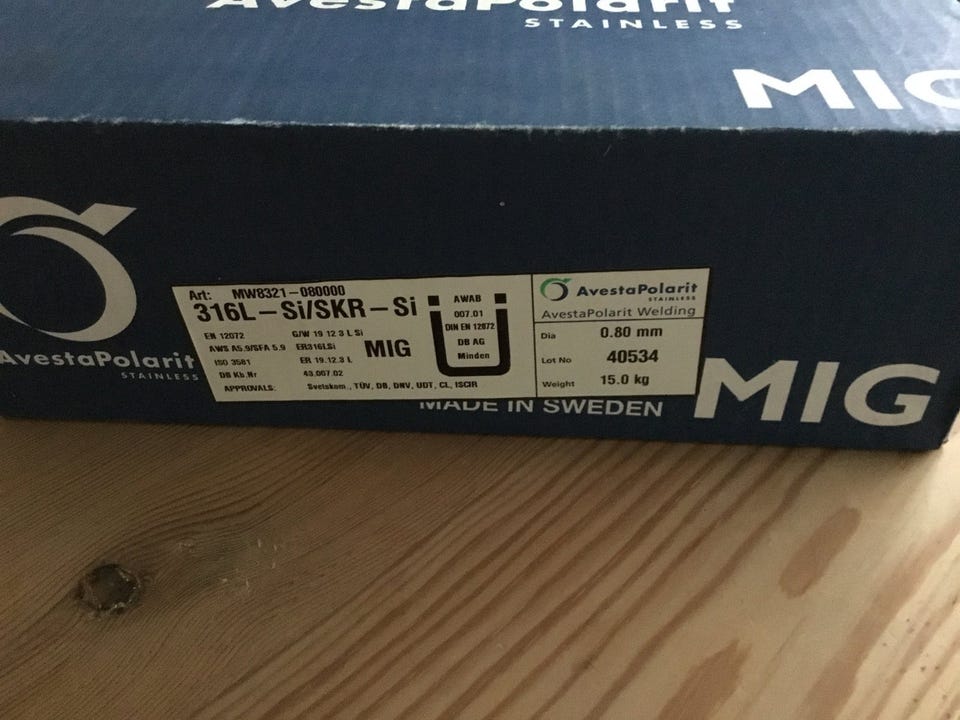 AvestaPolarit
STAINLESS
MIG
AvestaPolarit
STAINLESS
Art: MW8321-080000
316L-Si/SKR-Si
EN 12072 G/W 19 12 3 L Si
AWS A5.9/SFA 5.9 ER316LSi
ISO 3581 ER 19.12.3 L
DB Kb.Nr 43.007.02
MIG
APPROVALS: Svetskom., TÜV, DB, DNV, UDT, CL, ISCIR
AWAB
007.01
DIN EN 12072
DB AG
Minden
AvestaPolarit
STAINLESS
AvestaPolarit Welding
Dia 0.80 mm
Lot No 40534
Weight 15.0 kg
MADE IN SWEDEN
MIG